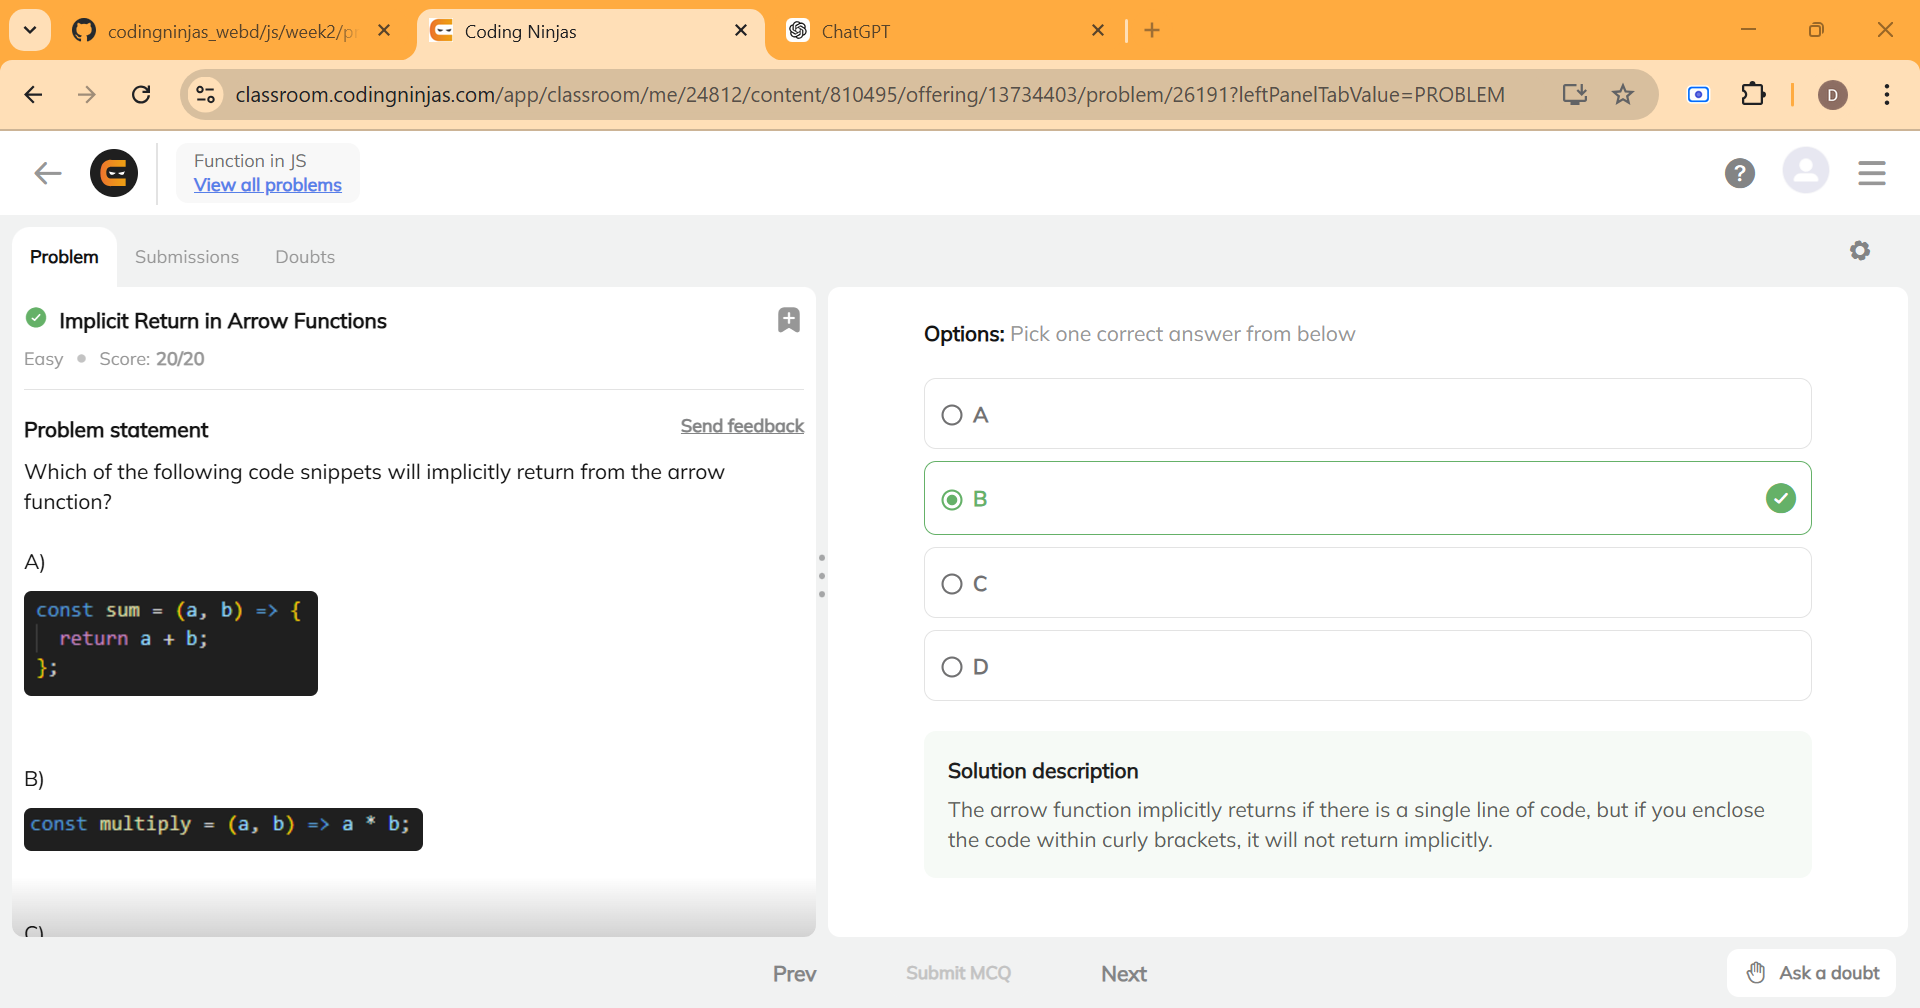 codingninjas_webd/js/week2/p
Coding Ninjas
ChatGPT
classroom.codingninjas.com/app/classroom/me/24812/content/810495/offering/13734403/problem/26191?leftPanelTabValue=PROBLEM
D
Function in JS
View all problems
?
Problem
Submissions
Doubts
Implicit Return in Arrow Functions
Easy
Score: 20/20
Problem statement
Send feedback
Which of the following code snippets will implicitly return from the arrow
function?
A)
const sum = (a, b) => {
return a + b;
};
B)
const multiply = (a, b) => a * b;
C)
Options: Pick one correct answer from below
A
B
C
D
Solution description
The arrow function implicitly returns if there is a single line of code, but if you enclose
the code within curly brackets, it will not return implicitly.
Prev
Submit MCQ
Next
Ask a doubt